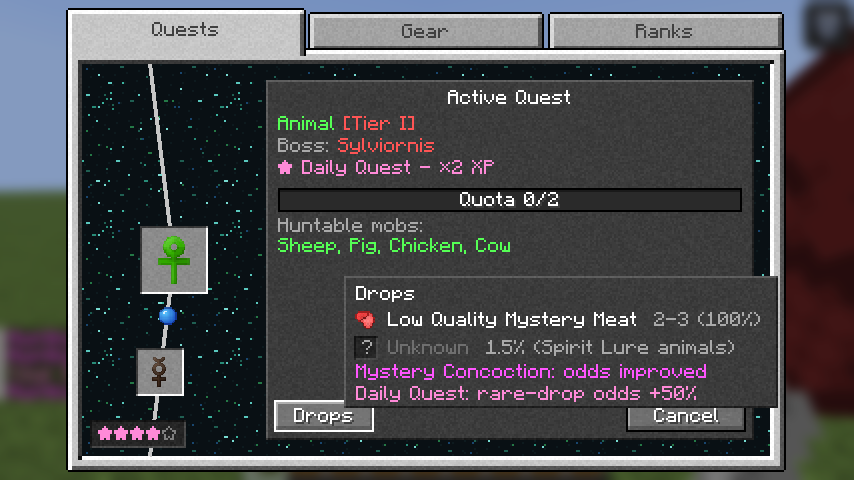 Quests
Gear
Ranks
Active Quest
Animal [Tier I]
Boss: Sylviornis
Daily Quest - x2 XP
Quota 0/2
Huntable mobs:
Sheep, Pig, Chicken, Cow
Drops
Low Quality Mystery Meat 2-3 (100%)
? Unknown 1.5% (Spirit Lure animals)
Mystery Concoction: odds improved
Daily Quest: rare-drop odds +50%
Drops
Cancel